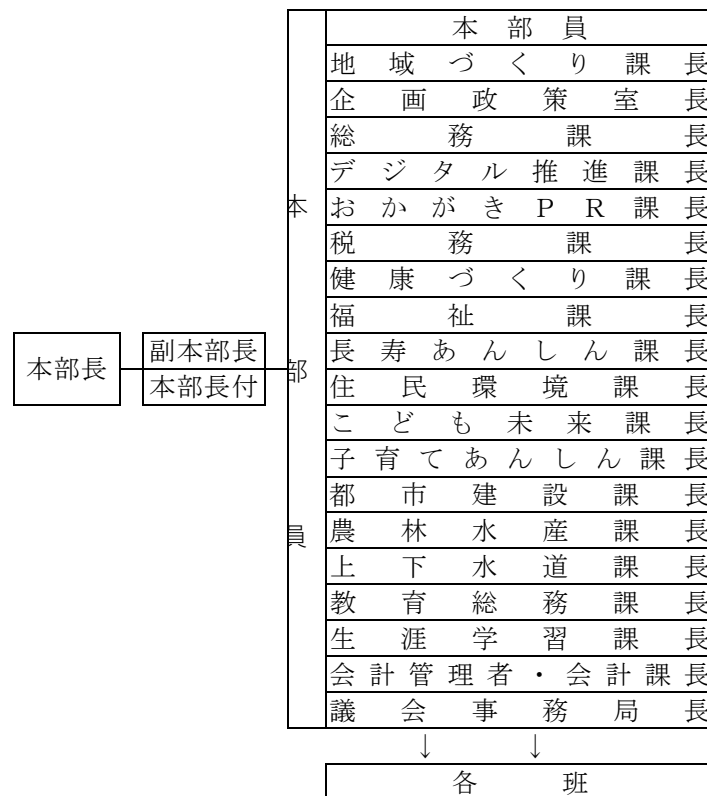 本部長
副本部長
本部長付
本部員
本部員
地域づくり課長
企画政策室長
総務課長
デジタル推進課長
おかがきPR課長
税務課長
健康づくり課長
福祉課長
長寿あんしん課長
住民環境課長
こども未来課長
子育てあんしん課長
都市建設課長
農林水産課長
上下水道課長
教育総務課長
生涯学習課長
会計管理者・会計課長
議会事務局長
↓ ↓
各班